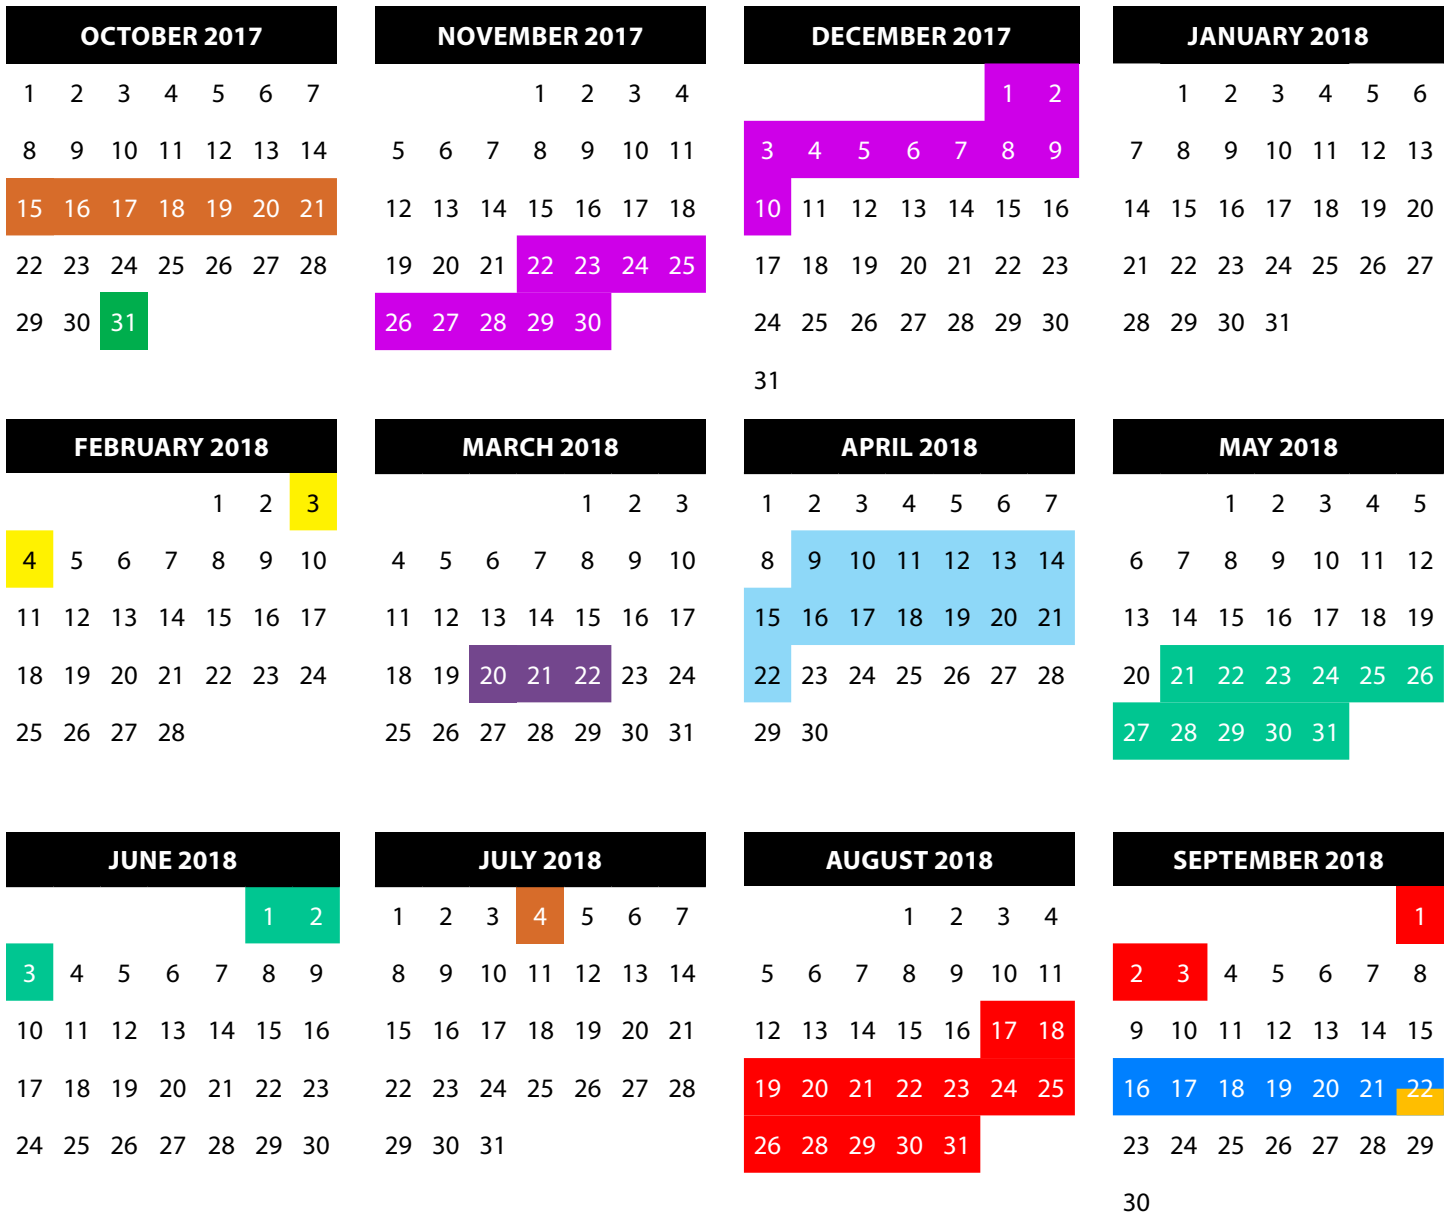 OCTOBER 2017
1 2 3 4 5 6 7
8 9 10 11 12 13 14
15 16 17 18 19 20 21
22 23 24 25 26 27 28
29 30 31
NOVEMBER 2017
1 2 3 4
5 6 7 8 9 10 11
12 13 14 15 16 17 18
19 20 21 22 23 24 25
26 27 28 29 30
DECEMBER 2017
1 2
3 4 5 6 7 8 9
10 11 12 13 14 15 16
17 18 19 20 21 22 23
24 25 26 27 28 29 30
31
JANUARY 2018
1 2 3 4 5 6
7 8 9 10 11 12 13
14 15 16 17 18 19 20
21 22 23 24 25 26 27
28 29 30 31
FEBRUARY 2018
1 2 3
4 5 6 7 8 9 10
11 12 13 14 15 16 17
18 19 20 21 22 23 24
25 26 27 28
MARCH 2018
1 2 3
4 5 6 7 8 9 10
11 12 13 14 15 16 17
18 19 20 21 22 23 24
25 26 27 28 29 30 31
APRIL 2018
1 2 3 4 5 6 7
8 9 10 11 12 13 14
15 16 17 18 19 20 21
22 23 24 25 26 27 28
29 30
MAY 2018
1 2 3 4 5
6 7 8 9 10 11 12
13 14 15 16 17 18 19
20 21 22 23 24 25 26
27 28 29 30 31
JUNE 2018
1 2
3 4 5 6 7 8 9
10 11 12 13 14 15 16
17 18 19 20 21 22 23
24 25 26 27 28 29 30
JULY 2018
1 2 3 4 5 6 7
8 9 10 11 12 13 14
15 16 17 18 19 20 21
22 23 24 25 26 27 28
29 30 31
AUGUST 2018
1 2 3 4
5 6 7 8 9 10 11
12 13 14 15 16 17 18
19 20 21 22 23 24 25
26 28 29 30 31
SEPTEMBER 2018
1
2 3 4 5 6 7 8
9 10 11 12 13 14 15
16 17 18 19 20 21 22
23 24 25 26 27 28 29
30